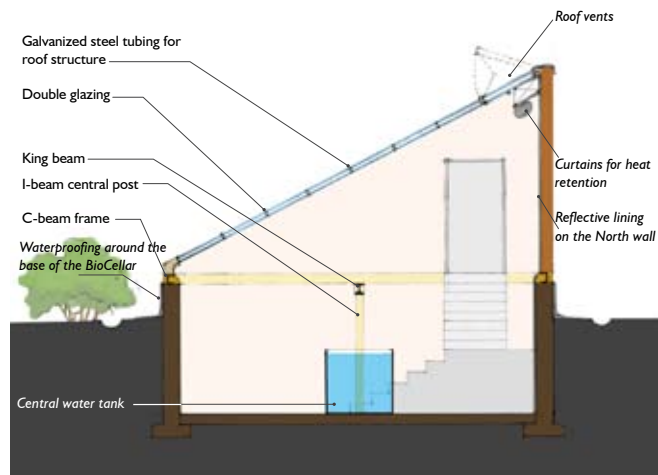 Roof vents
Galvanized steel tubing for
roof structure
Double glazing
King beam
I-beam central post
C-beam frame
Waterproofing around the
base of the BioCellar
Curtains for heat
retention
Reflective lining
on the North wall
Central water tank